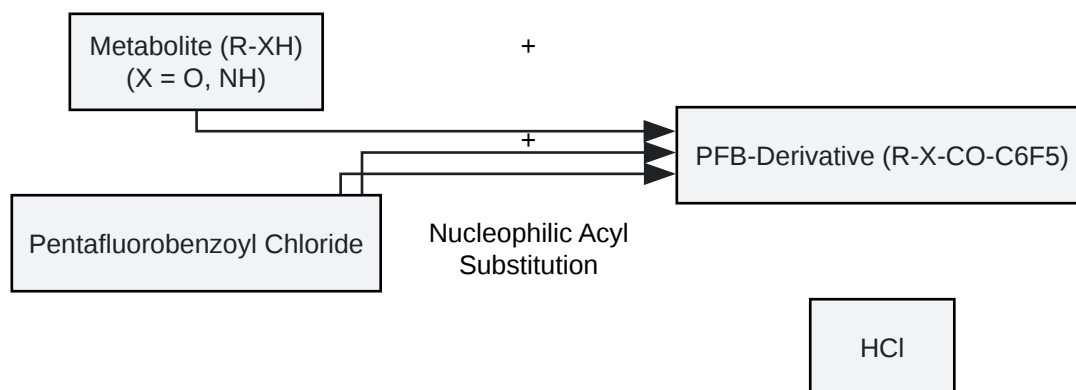 Metabolite (R-XH)
(X = O, NH)
+
+
PFB-Derivative (R-X-CO-C6F5)
Pentafluorobenzoyl Chloride
Nucleophilic Acyl
Substitution
HCl